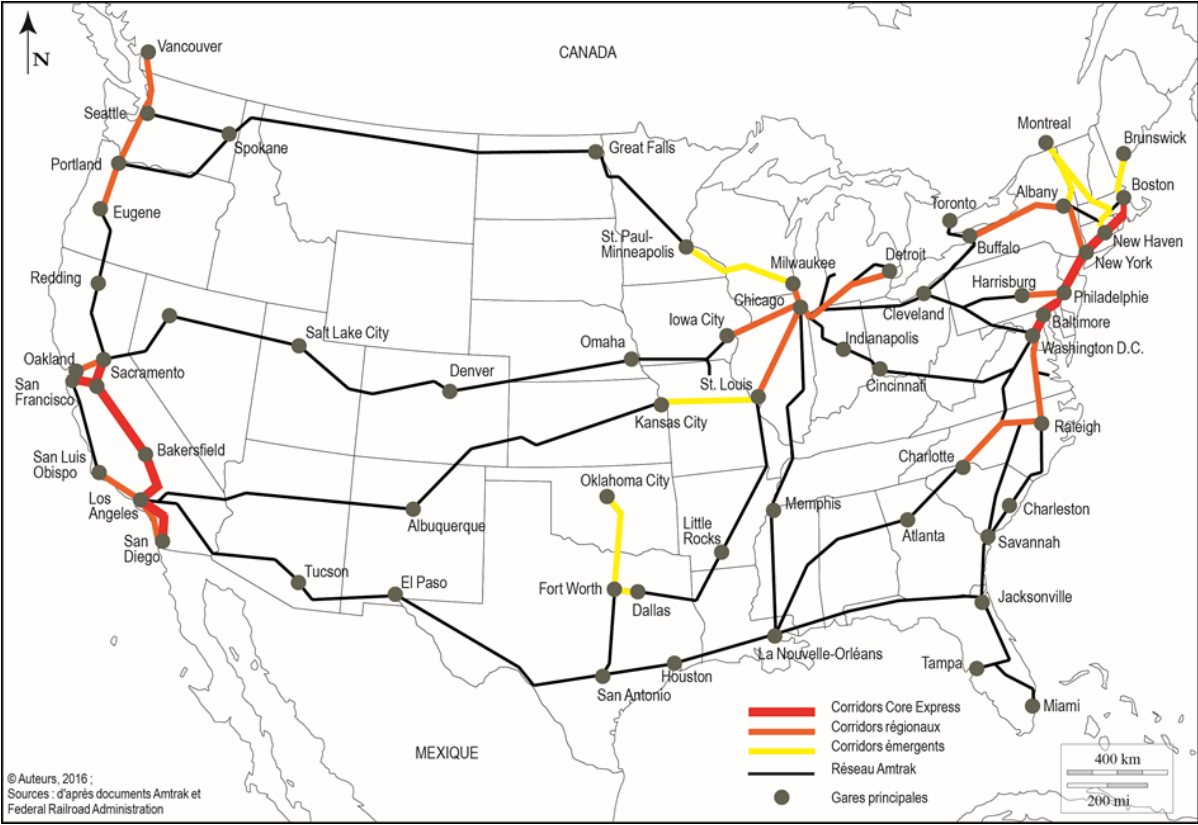 N
CANADA
Vancouver
Seattle
Spokane
Portland
Eugene
Redding
Great Falls
Montreal
Brunswick
Boston
Albany
Toronto
Buffalo
New Haven
New York
St. Paul-
Minneapolis
Milwaukee
Detroit
Chicago
Harrisburg
Philadelphie
Cleveland
Baltimore
Washington D.C.
Iowa City
Salt Lake City
Omaha
Indianapolis
Oakland
Sacramento
San
Francisco
Denver
St. Louis
Cincinnati
Kansas City
Raleigh
San Luis
Obispo
Bakersfield
Charlotte
Oklahoma City
Los
Angeles
Albuquerque
Memphis
Charleston
Little
Rocks
Atlanta
San
Diego
Savannah
Tucson
El Paso
Fort Worth
Dallas
Jacksonville
La Nouvelle-Orléans
Houston
Tampa
San Antonio
Miami
MEXIQUE
Corridors Core Express
Corridors régionaux
Corridors émergents
Réseau Amtrak
Gares principales
400 km
200 mi
© Auteurs, 2016 ;
Sources : d'après documents Amtrak et
Federal Railroad Administration